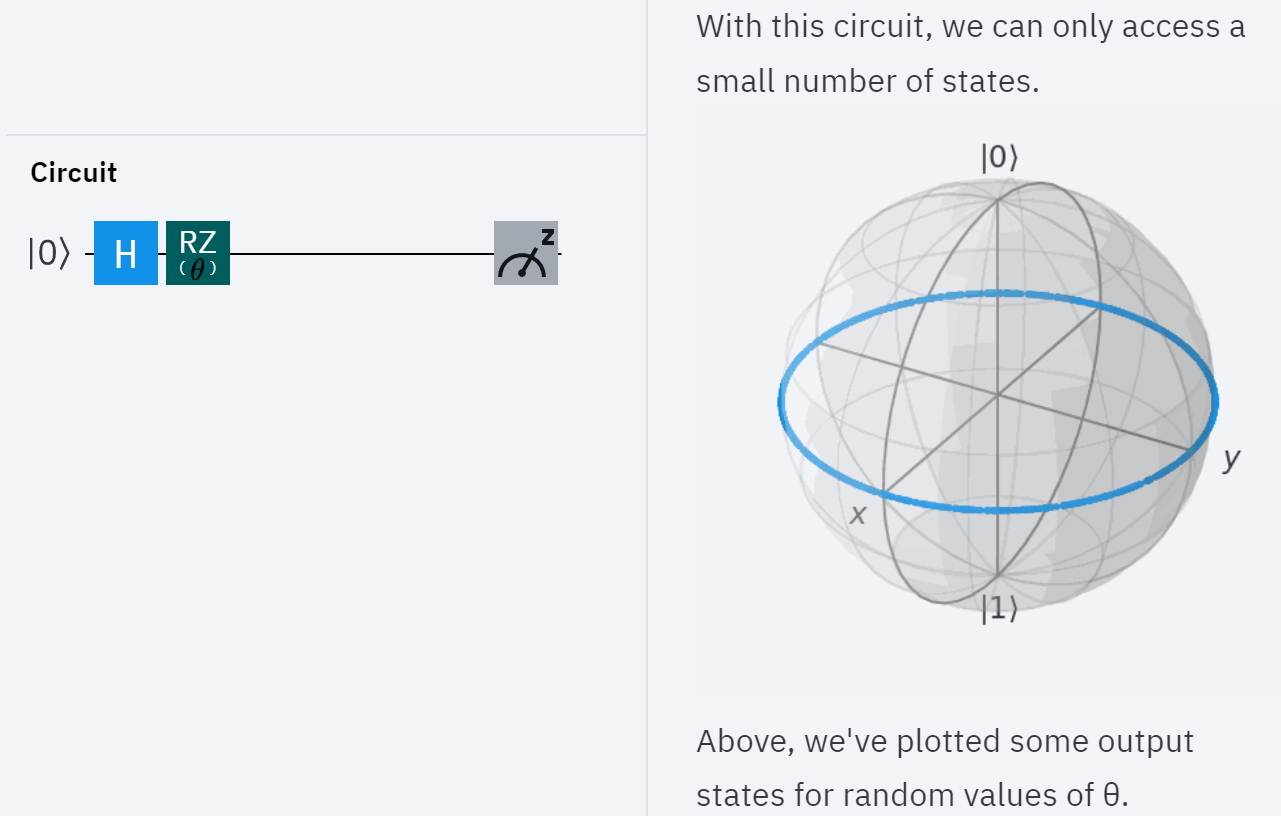 Circuit
|0⟩ H RZ (θ) z
With this circuit, we can only access a
small number of states.
|0⟩
y
x
|1⟩
Above, we've plotted some output
states for random values of θ.